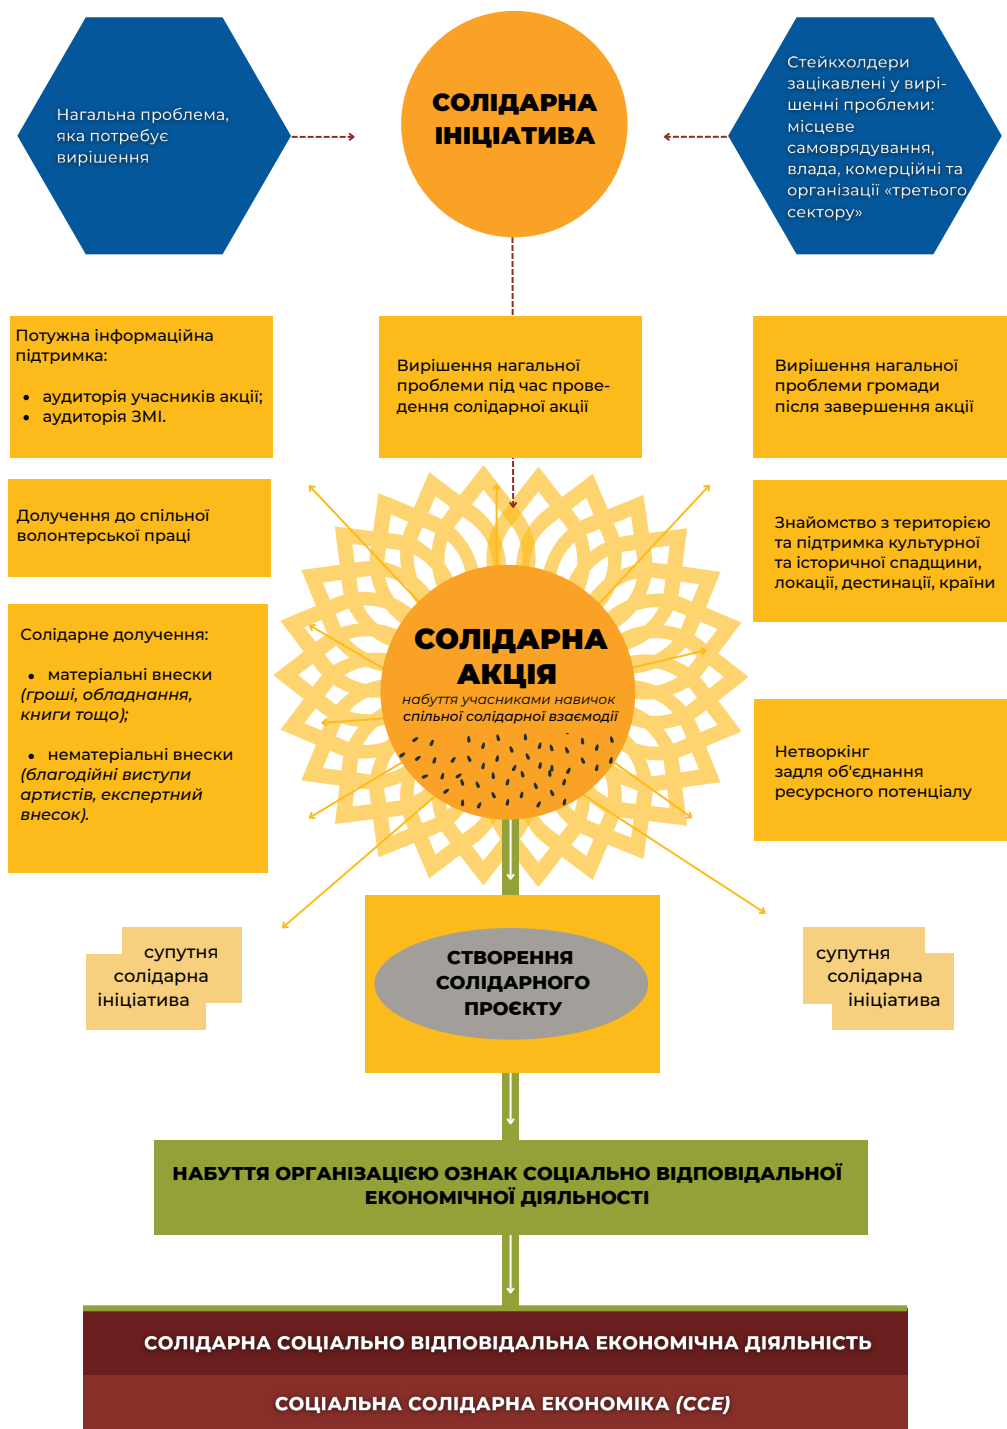 Нагальна проблема,
яка потребує
вирішення
СОЛІДАРНА
ІНІЦІАТИВА
Стейкхолдери
зацікавлені у вирі-
шенні проблеми:
місцеве
самоврядування,
влада, комерційні та
організації «третього
сектору»
Потужна інформаційна
підтримка:
• аудиторія учасників акції;
• аудиторія ЗМІ.
Вирішення нагальної
проблеми під час прове-
дення солідарної акції
Вирішення нагальної
проблеми громади
після завершення акції
Долучення до спільної
волонтерської праці
Знайомство з територією
та підтримка культурної
та історичної спадщини,
локації, дестинації, країни
Солідарне долучення:
• матеріальні внески
(гроші, обладнання,
книги тощо);
• нематеріальні внески
(благодійні виступи
артистів, експертний
внесок).
СОЛІДАРНА
АКЦІЯ
набуття учасниками навичок
спільної солідарної взаємодії
Нетворкінг
задля об'єднання
ресурсного потенціалу
супутня
солідарна
ініціатива
СТВОРЕННЯ
СОЛІДАРНОГО
ПРОЄКТУ
супутня
солідарна
ініціатива
НАБУТТЯ ОРГАНІЗАЦІЄЮ ОЗНАК СОЦІАЛЬНО ВІДПОВІДАЛЬНОЇ
ЕКОНОМІЧНОЇ ДІЯЛЬНОСТІ
СОЛІДАРНА СОЦІАЛЬНО ВІДПОВІДАЛЬНА ЕКОНОМІЧНА ДІЯЛЬНІСТЬ
СОЦІАЛЬНА СОЛІДАРНА ЕКОНОМІКА (ССЕ)